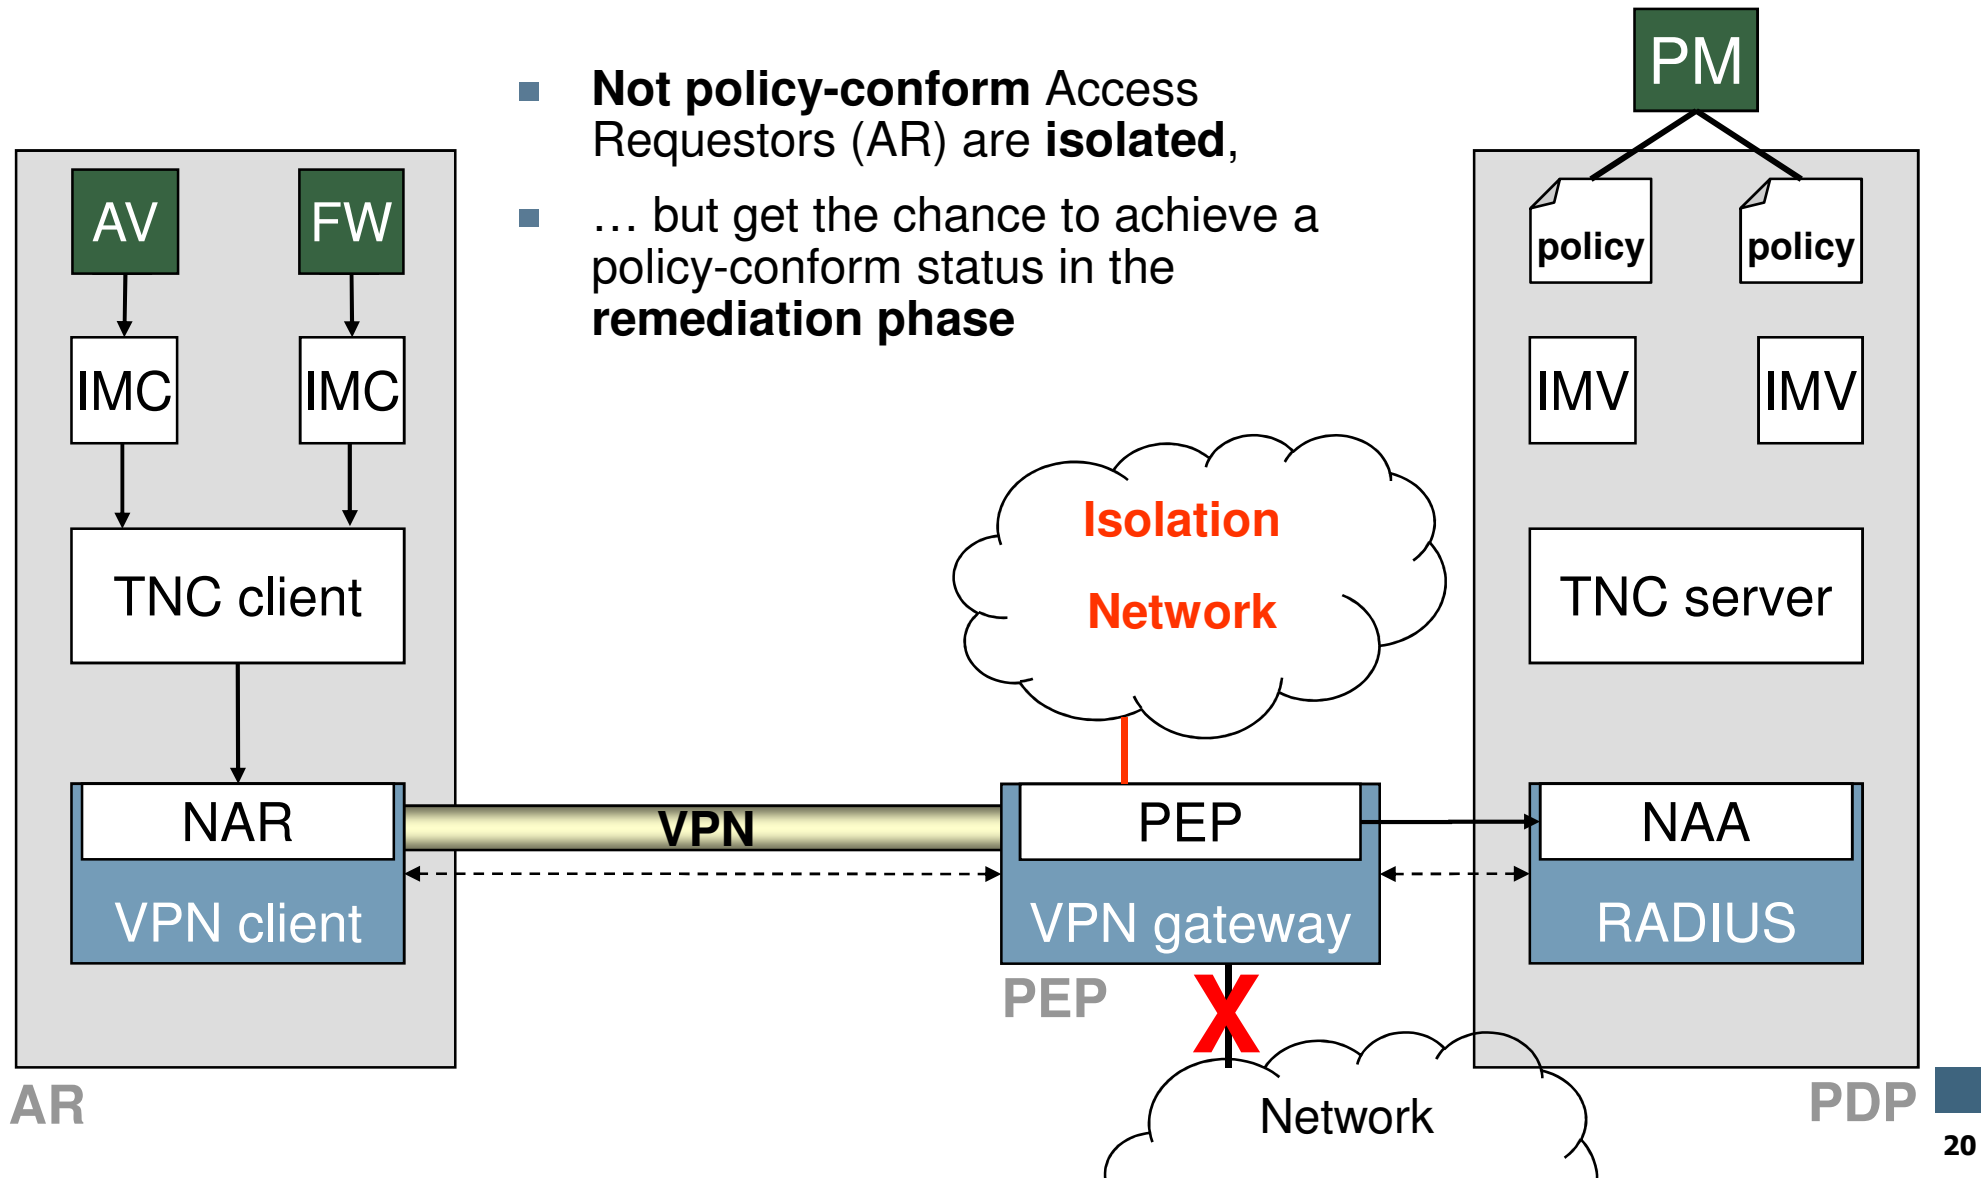 PM
Not policy-conform Access
Requestors (AR) are isolated,
… but get the chance to achieve a
policy-conform status in the
remediation phase
AV
FW
policy
policy
IMC
IMC
IMV
IMV
Isolation
Network
TNC client
TNC server
NAR
VPN
PEP
NAA
VPN client
VPN gateway
RADIUS
PEP
X
Network
AR
PDP
20